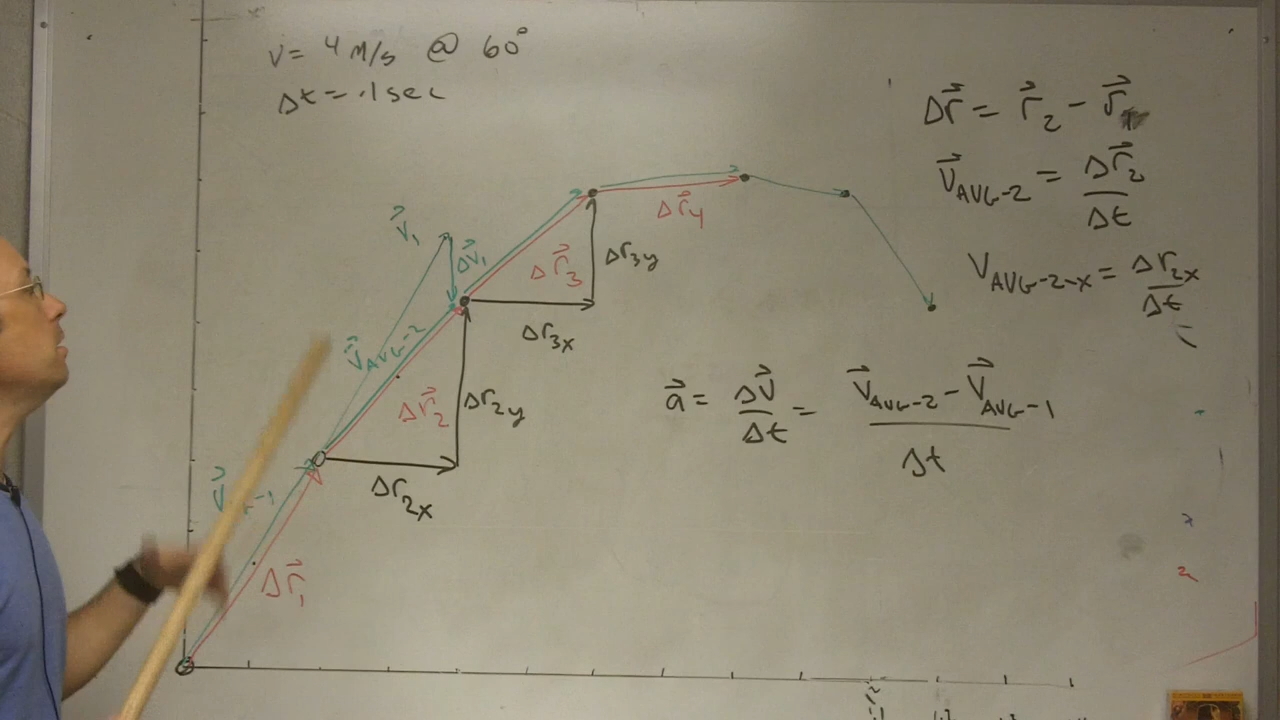 v = 4 M/s @ 60°
Δt = .1 sec
Δr⃗ = r⃗₂ - r⃗₁
v⃗AVG-2 = Δr⃗₂ / Δt
vAVG-2-x = Δr₂ₓ / Δt
a⃗ = Δv⃗ / Δt = (v⃗AVG-2 - v⃗AVG-1) / Δt
Δr⃗4
v⃗₁
Δv⃗₁
Δr⃗3
Δr3y
Δr3x
v⃗AVG-2
Δr⃗2
Δr2y
Δr2x
Δr⃗₁